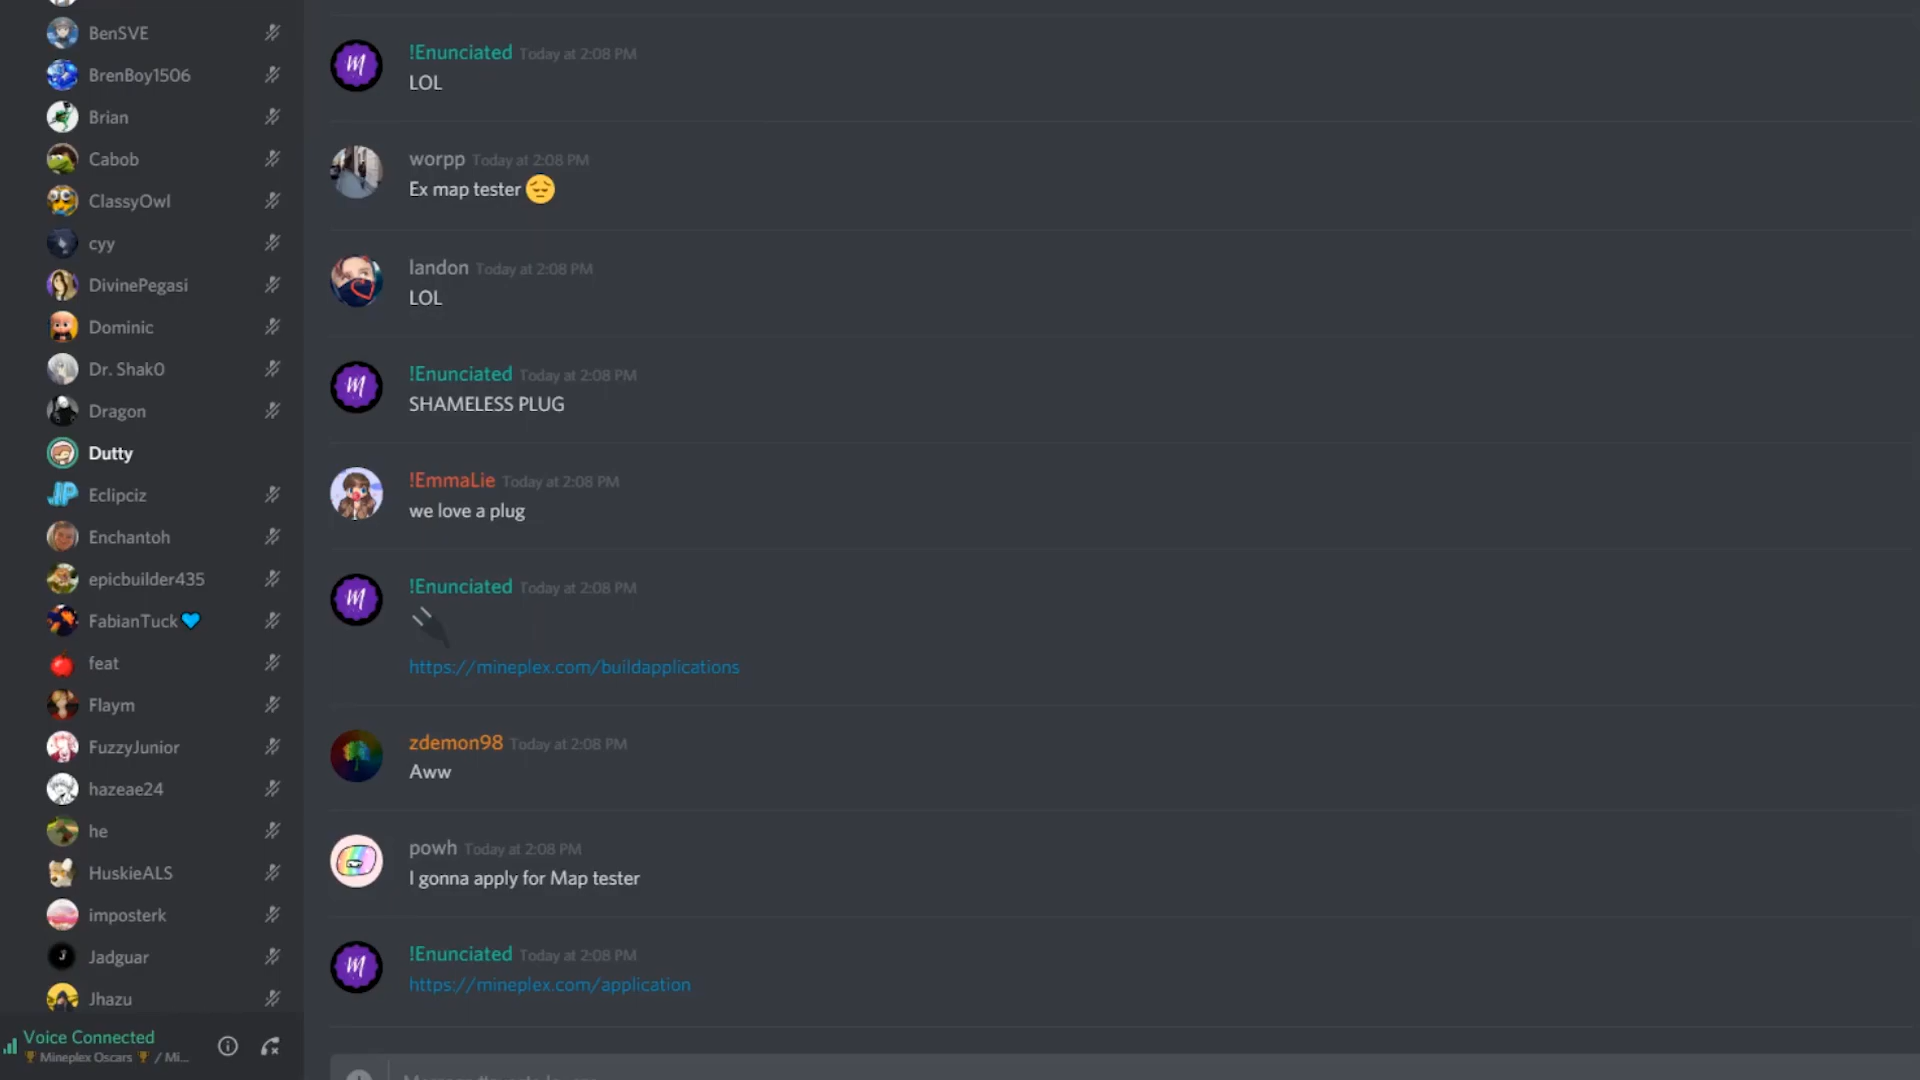 BenSVE
BrenBoy1506
Brian
Cabob
ClassyOwl
cyy
DivinePegasi
Dominic
Dr. Shak0
Dragon
Dutty
Eclipciz
Enchantoh
epicbuilder435
FabianTuck💙
feat
Flaym
FuzzyJunior
hazeae24
he
HuskieALS
imposterk
Jadguar
Jhazu
Voice Connected
🏆 Mineplex Oscars 🏆 / Mi...
!Enunciated Today at 2:08 PM
LOL
worpp Today at 2:08 PM
Ex map tester 😔
landon Today at 2:08 PM
LOL
!Enunciated Today at 2:08 PM
SHAMELESS PLUG
!EmmaLie Today at 2:08 PM
we love a plug
!Enunciated Today at 2:08 PM
🔌
https://mineplex.com/buildapplications
zdemon98 Today at 2:08 PM
Aww
powh Today at 2:08 PM
I gonna apply for Map tester
!Enunciated Today at 2:08 PM
https://mineplex.com/application